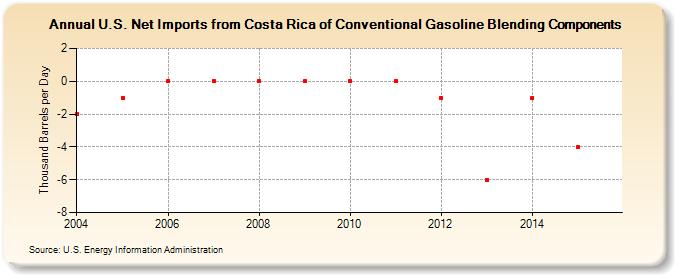 Annual U.S. Net Imports from Costa Rica of Conventional Gasoline Blending Components
Thousand Barrels per Day
2
0
-2
-4
-6
-8
2004 2006 2008 2010 2012 2014
Source: U.S. Energy Information Administration